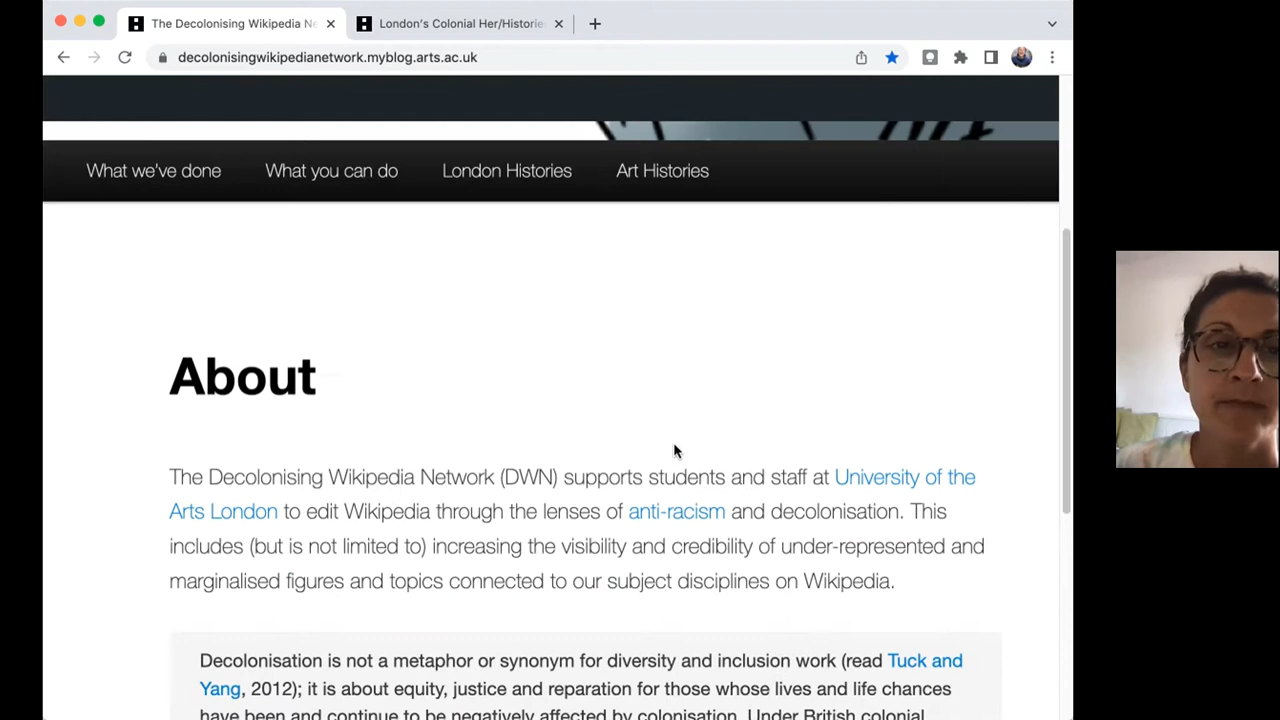 The Decolonising Wikipedia Ne
London's Colonial Her/Historie
decolonisingwikipedianetwork.myblog.arts.ac.uk
What we've done What you can do London Histories Art Histories
About
The Decolonising Wikipedia Network (DWN) supports students and staff at University of the
Arts London to edit Wikipedia through the lenses of anti-racism and decolonisation. This
includes (but is not limited to) increasing the visibility and credibility of under-represented and
marginalised figures and topics connected to our subject disciplines on Wikipedia.
Decolonisation is not a metaphor or synonym for diversity and inclusion work (read Tuck and
Yang, 2012); it is about equity, justice and reparation for those whose lives and life chances
have been and continue to be negatively affected by colonisation. Under British colonial